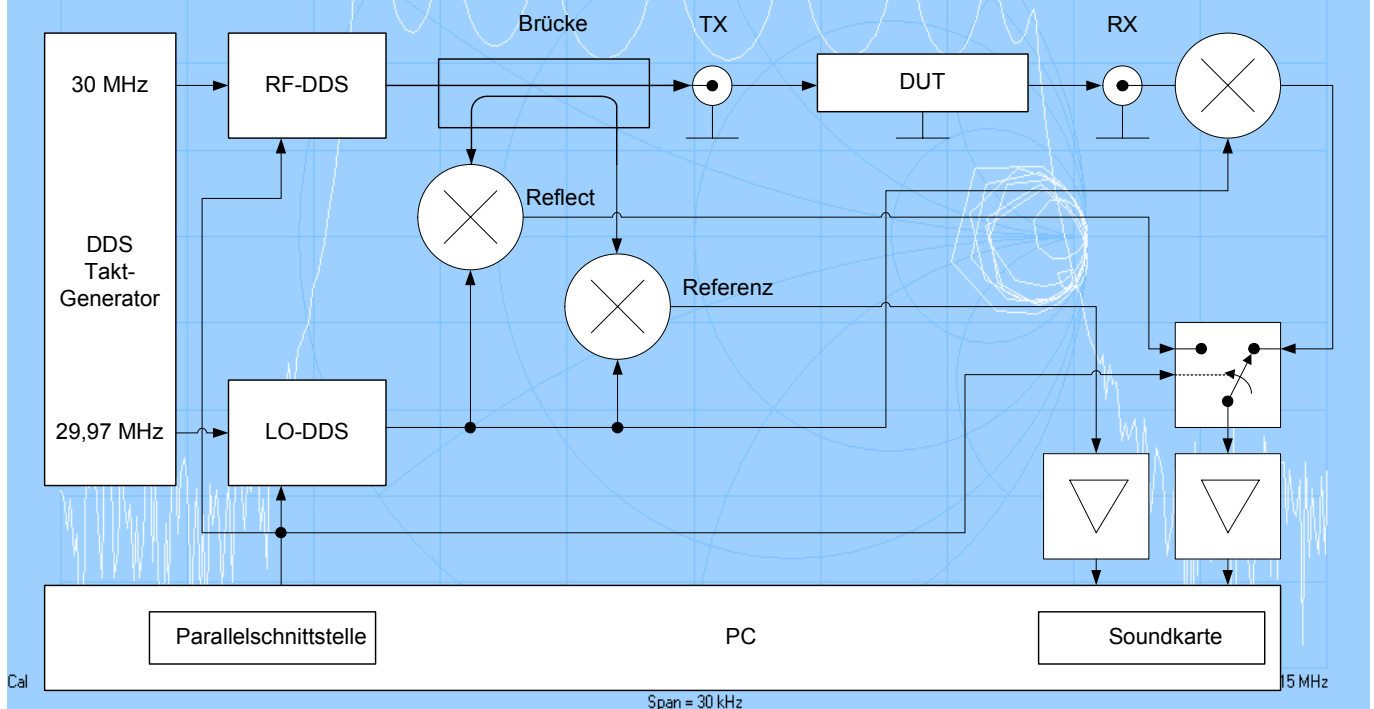 Brücke
TX
RX
30 MHz
RF-DDS
DUT
Reflect
DDS
Takt-
Generator
Referenz
29,97 MHz
LO-DDS
Parallelschnittstelle
PC
Soundkarte
Cal
15 MHz
Span = 30 kHz